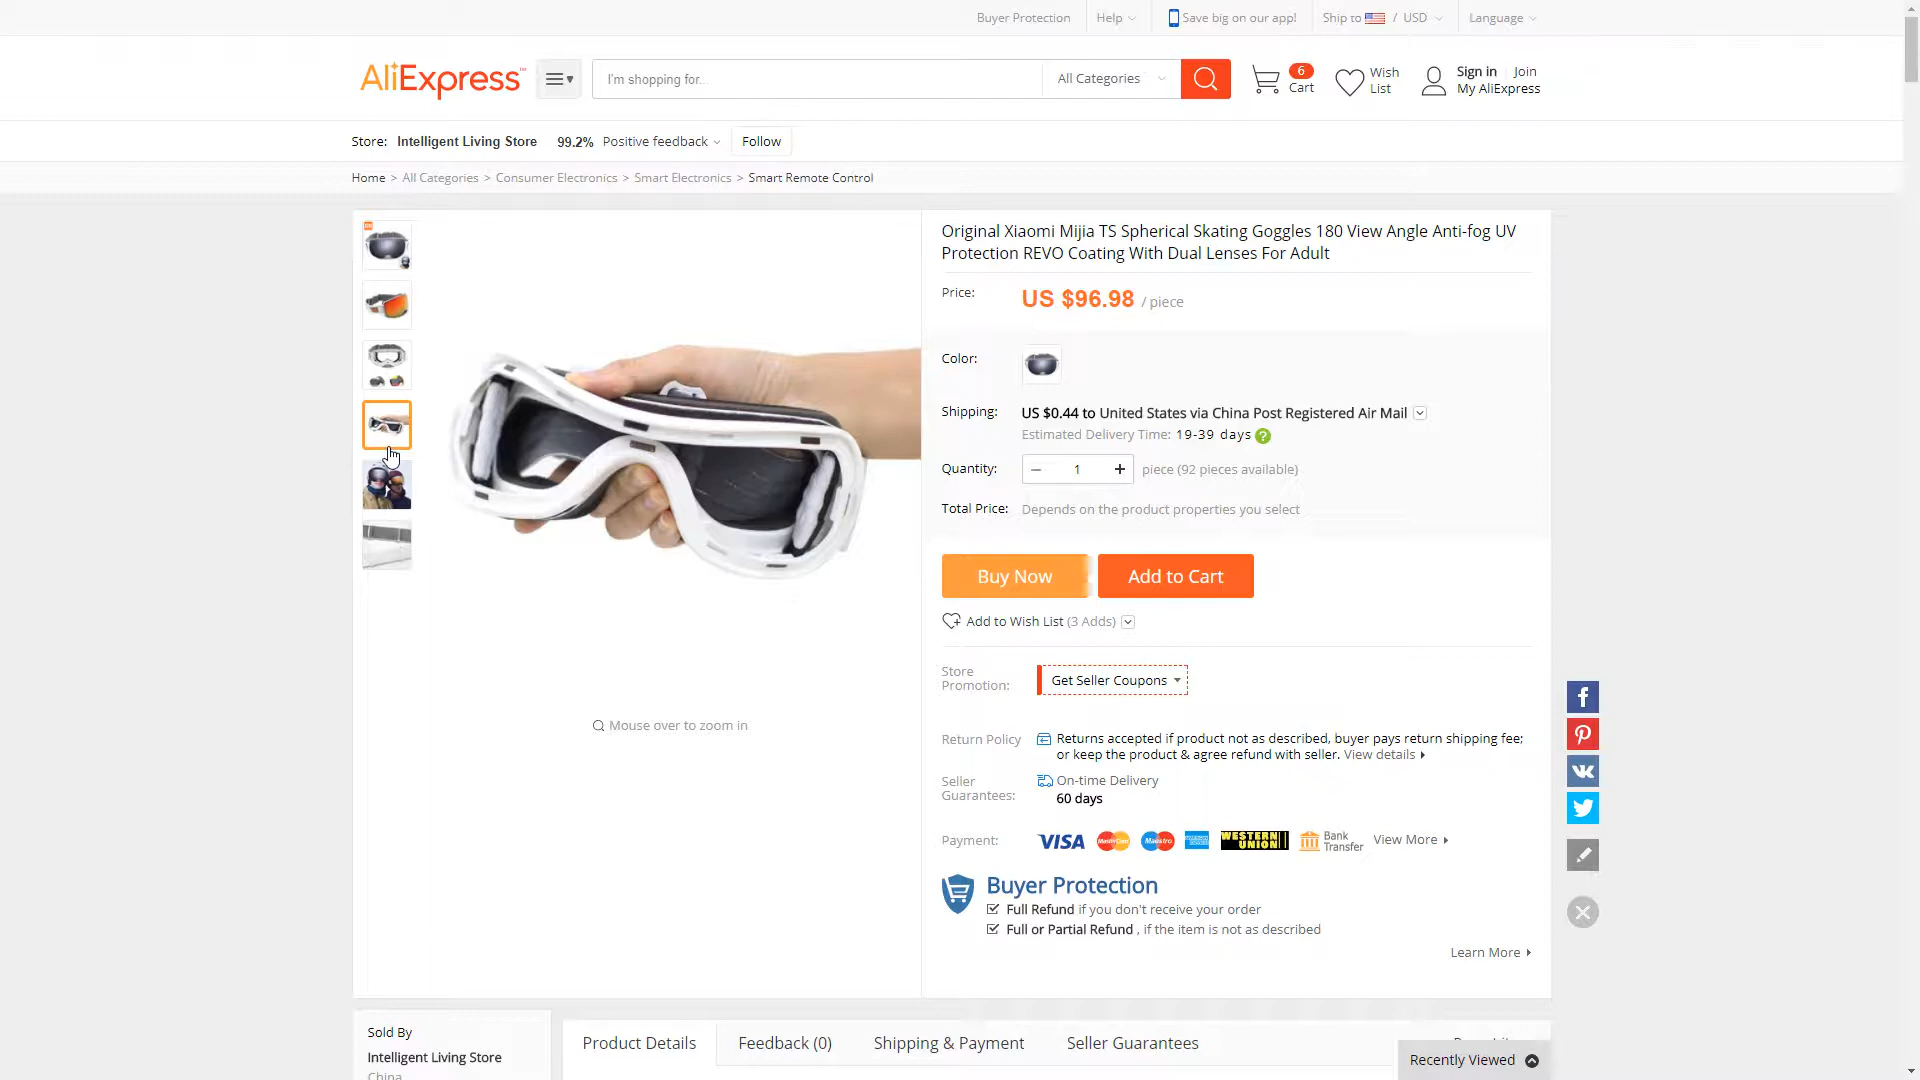 Buyer Protection
Help
Save big on our app!
Ship to / USD
Language
AliExpress™
I'm shopping for...
All Categories
6
Cart
Wish
List
Sign in
Join
My AliExpress
Store: Intelligent Living Store 99.2% Positive feedback Follow
Home > All Categories > Consumer Electronics > Smart Electronics > Smart Remote Control
Original Xiaomi Mijia TS Spherical Skating Goggles 180 View Angle Anti-fog UV
Protection REVO Coating With Dual Lenses For Adult
Price: US $96.98 / piece
Color:
Shipping: US $0.44 to United States via China Post Registered Air Mail
Estimated Delivery Time: 19-39 days ?
Quantity: − 1 + piece (92 pieces available)
Total Price: Depends on the product properties you select
Buy Now
Add to Cart
Add to Wish List (3 Adds)
Store
Promotion:
Get Seller Coupons
Mouse over to zoom in
Return Policy
Returns accepted if product not as described, buyer pays return shipping fee;
or keep the product & agree refund with seller. View details
Seller
Guarantees:
On-time Delivery
60 days
Payment:
VISA
MasterCard
Maestro
WESTERN
UNION
Bank
Transfer
View More
Buyer Protection
Full Refund if you don't receive your order
Full or Partial Refund , if the item is not as described
Learn More
Sold By
Intelligent Living Store
China
Product Details
Feedback (0)
Shipping & Payment
Seller Guarantees
Recently Viewed